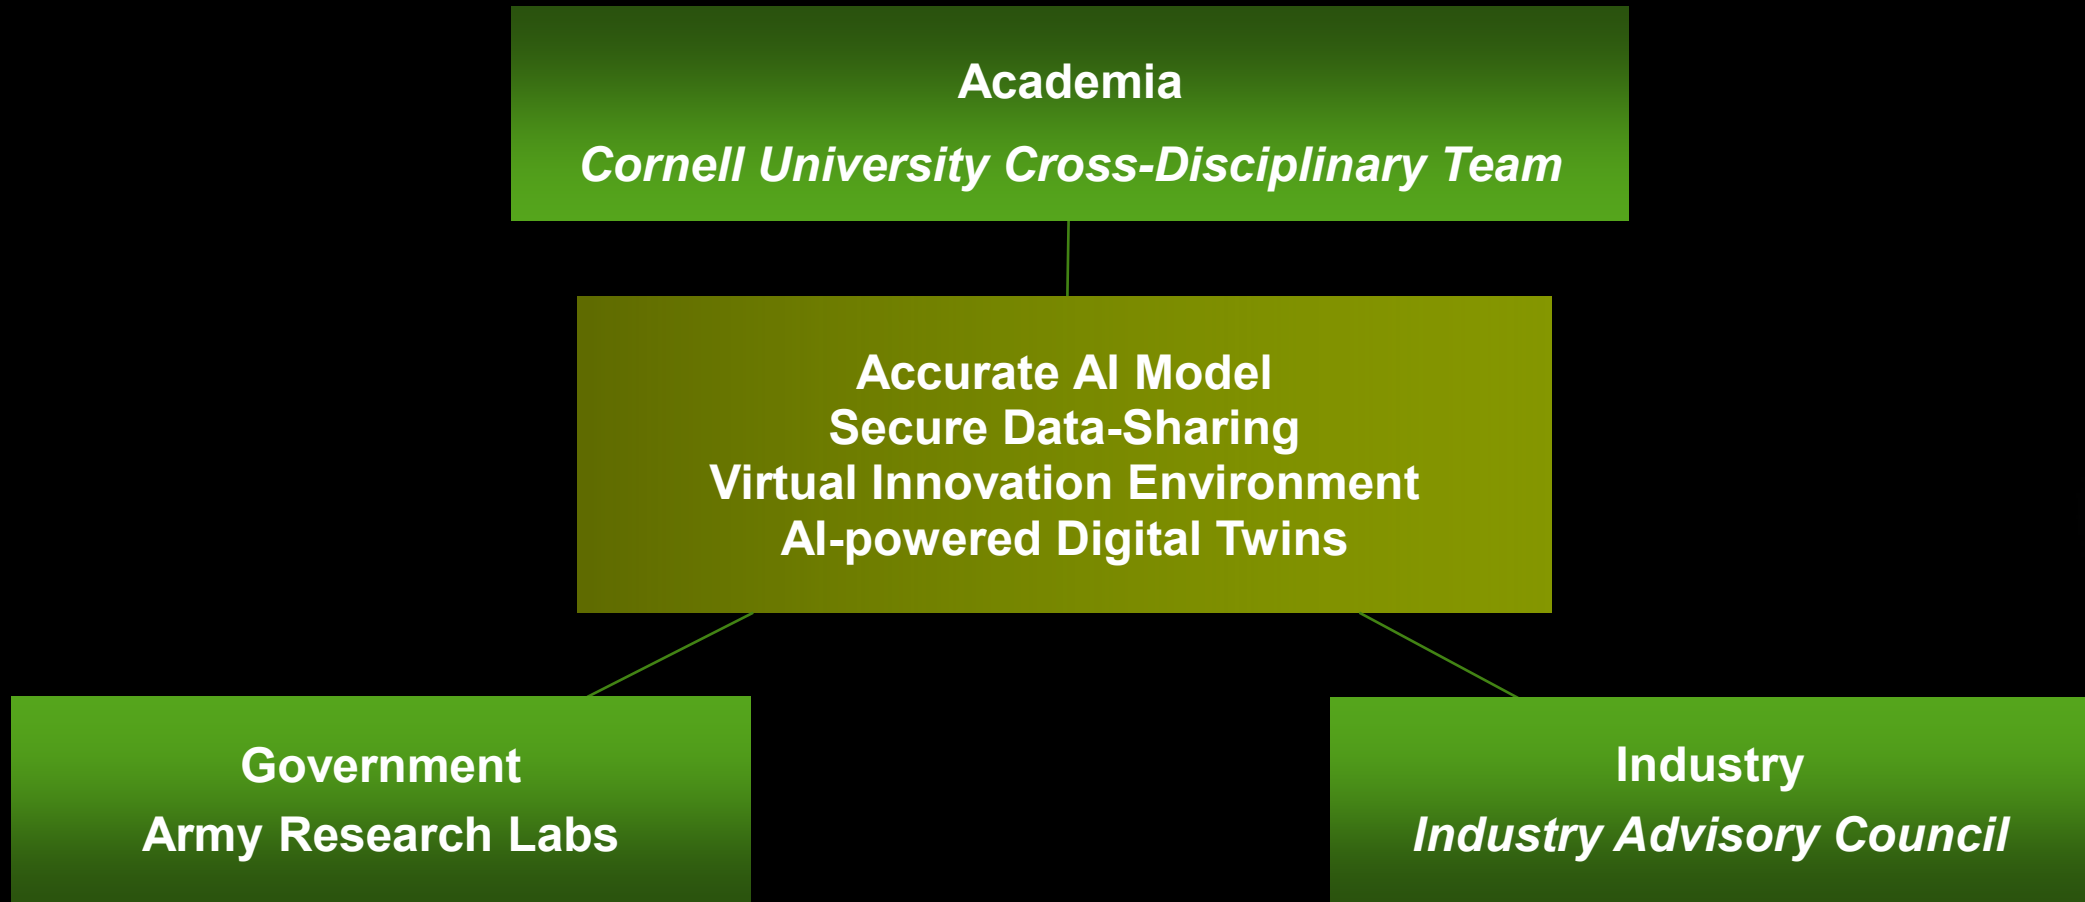 Academia
Cornell University Cross-Disciplinary Team
Accurate AI Model
Secure Data-Sharing
Virtual Innovation Environment
AI-powered Digital Twins
Government
Army Research Labs
Industry
Industry Advisory Council